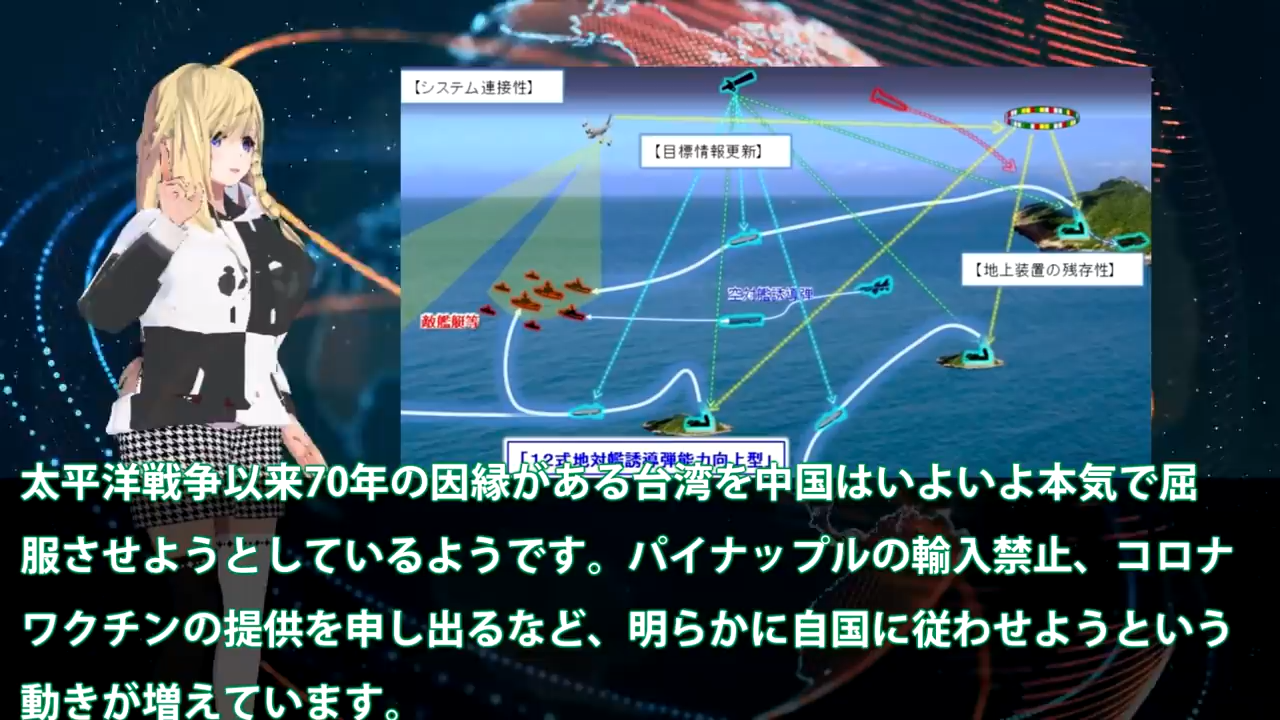 【システム連接性】
【目標情報更新】
【地上装置の残存性】
空対艦誘導弾
敵艦艇等
「12式地対艦誘導弾能力向上型」
太平洋戦争以来70年の因縁がある台湾を中国はいよいよ本気で屈
服させようとしているようです。パイナップルの輸入禁止、コロナ
ワクチンの提供を申し出るなど、明らかに自国に従わせようという
動きが増えています。